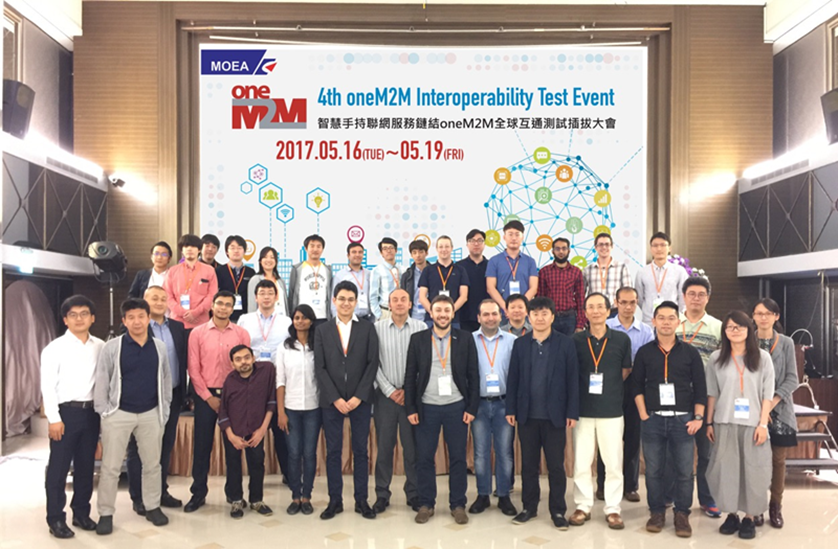 MOEA
one
M2M
4th oneM2M Interoperability Test Event
智慧手持聯網服務鏈結oneM2M全球互通測試插拔大會
2017.05.16(TUE)～05.19(FRI)